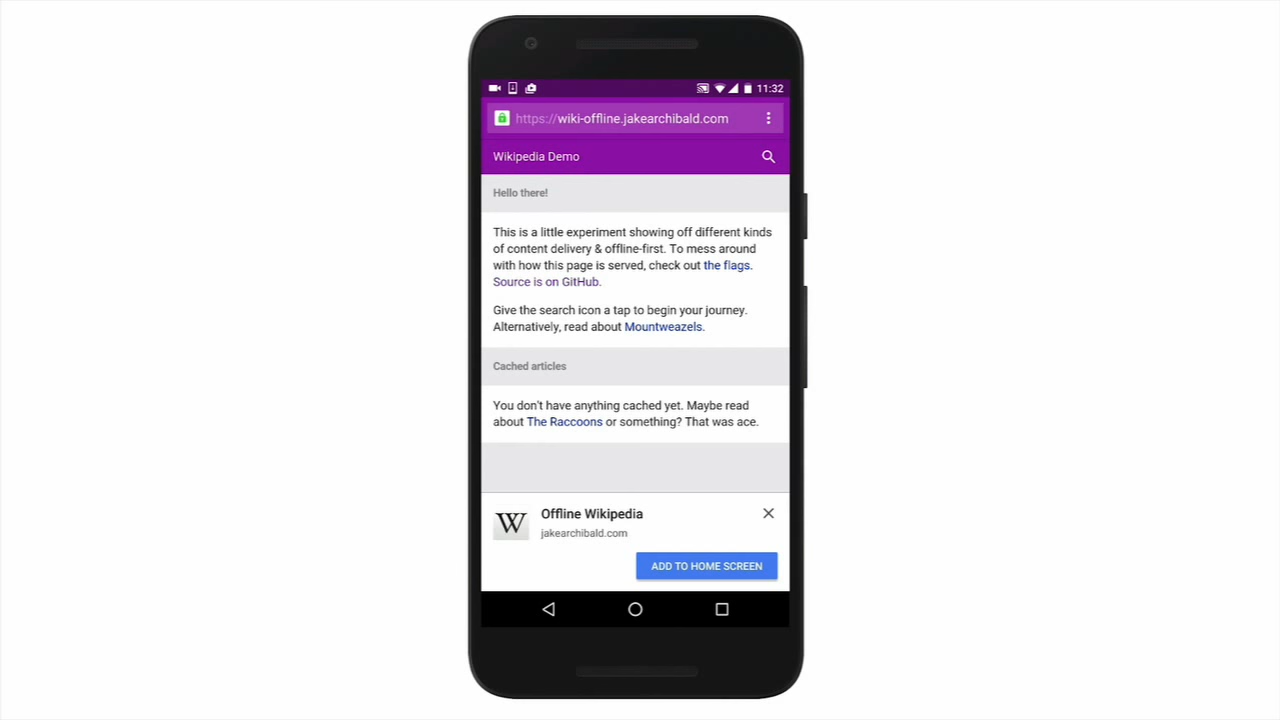 11:32
https://wiki-offline.jakearchibald.com
Wikipedia Demo
Hello there!
This is a little experiment showing off different kinds
of content delivery & offline-first. To mess around
with how this page is served, check out the flags.
Source is on GitHub.
Give the search icon a tap to begin your journey.
Alternatively, read about Mountweazels.
Cached articles
You don't have anything cached yet. Maybe read
about The Raccoons or something? That was ace.
W
Offline Wikipedia
jakearchibald.com
ADD TO HOME SCREEN